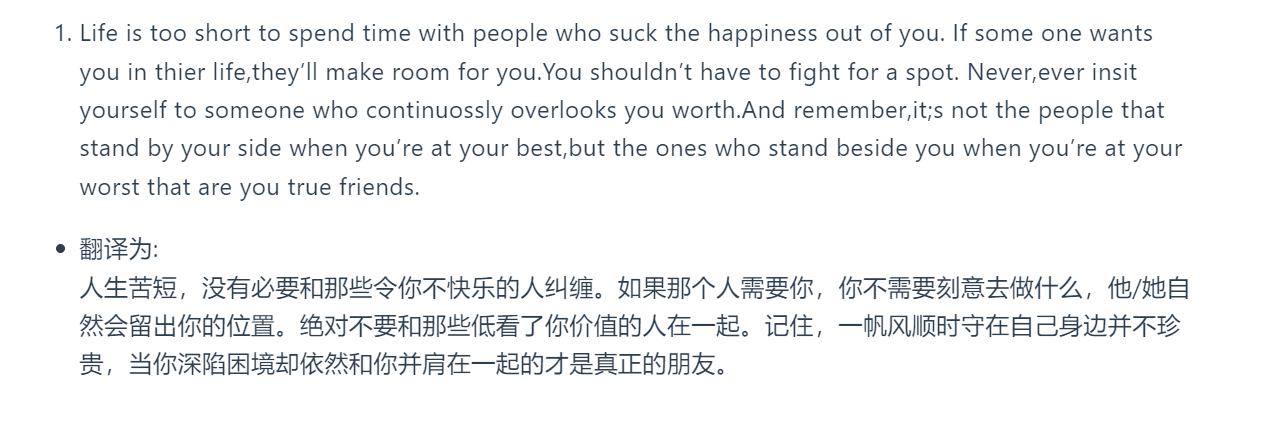 1. Life is too short to spend time with people who suck the happiness out of you. If some one wants
you in thier life,they’ll make room for you.You shouldn’t have to fight for a spot. Never,ever insit
yourself to someone who continuossly overlooks you worth.And remember,it;s not the people that
stand by your side when you’re at your best,but the ones who stand beside you when you’re at your
worst that are you true friends.
• 翻译为:
人生苦短，没有必要和那些令你不快乐的人纠缠。如果那个人需要你，你不需要刻意去做什么，他/她自
然会留出你的位置。绝对不要和那些低看了你价值的人在一起。记住，一帆风顺时守在自己身边并不珍
贵，当你深陷困境却依然和你并肩在一起的才是真正的朋友。